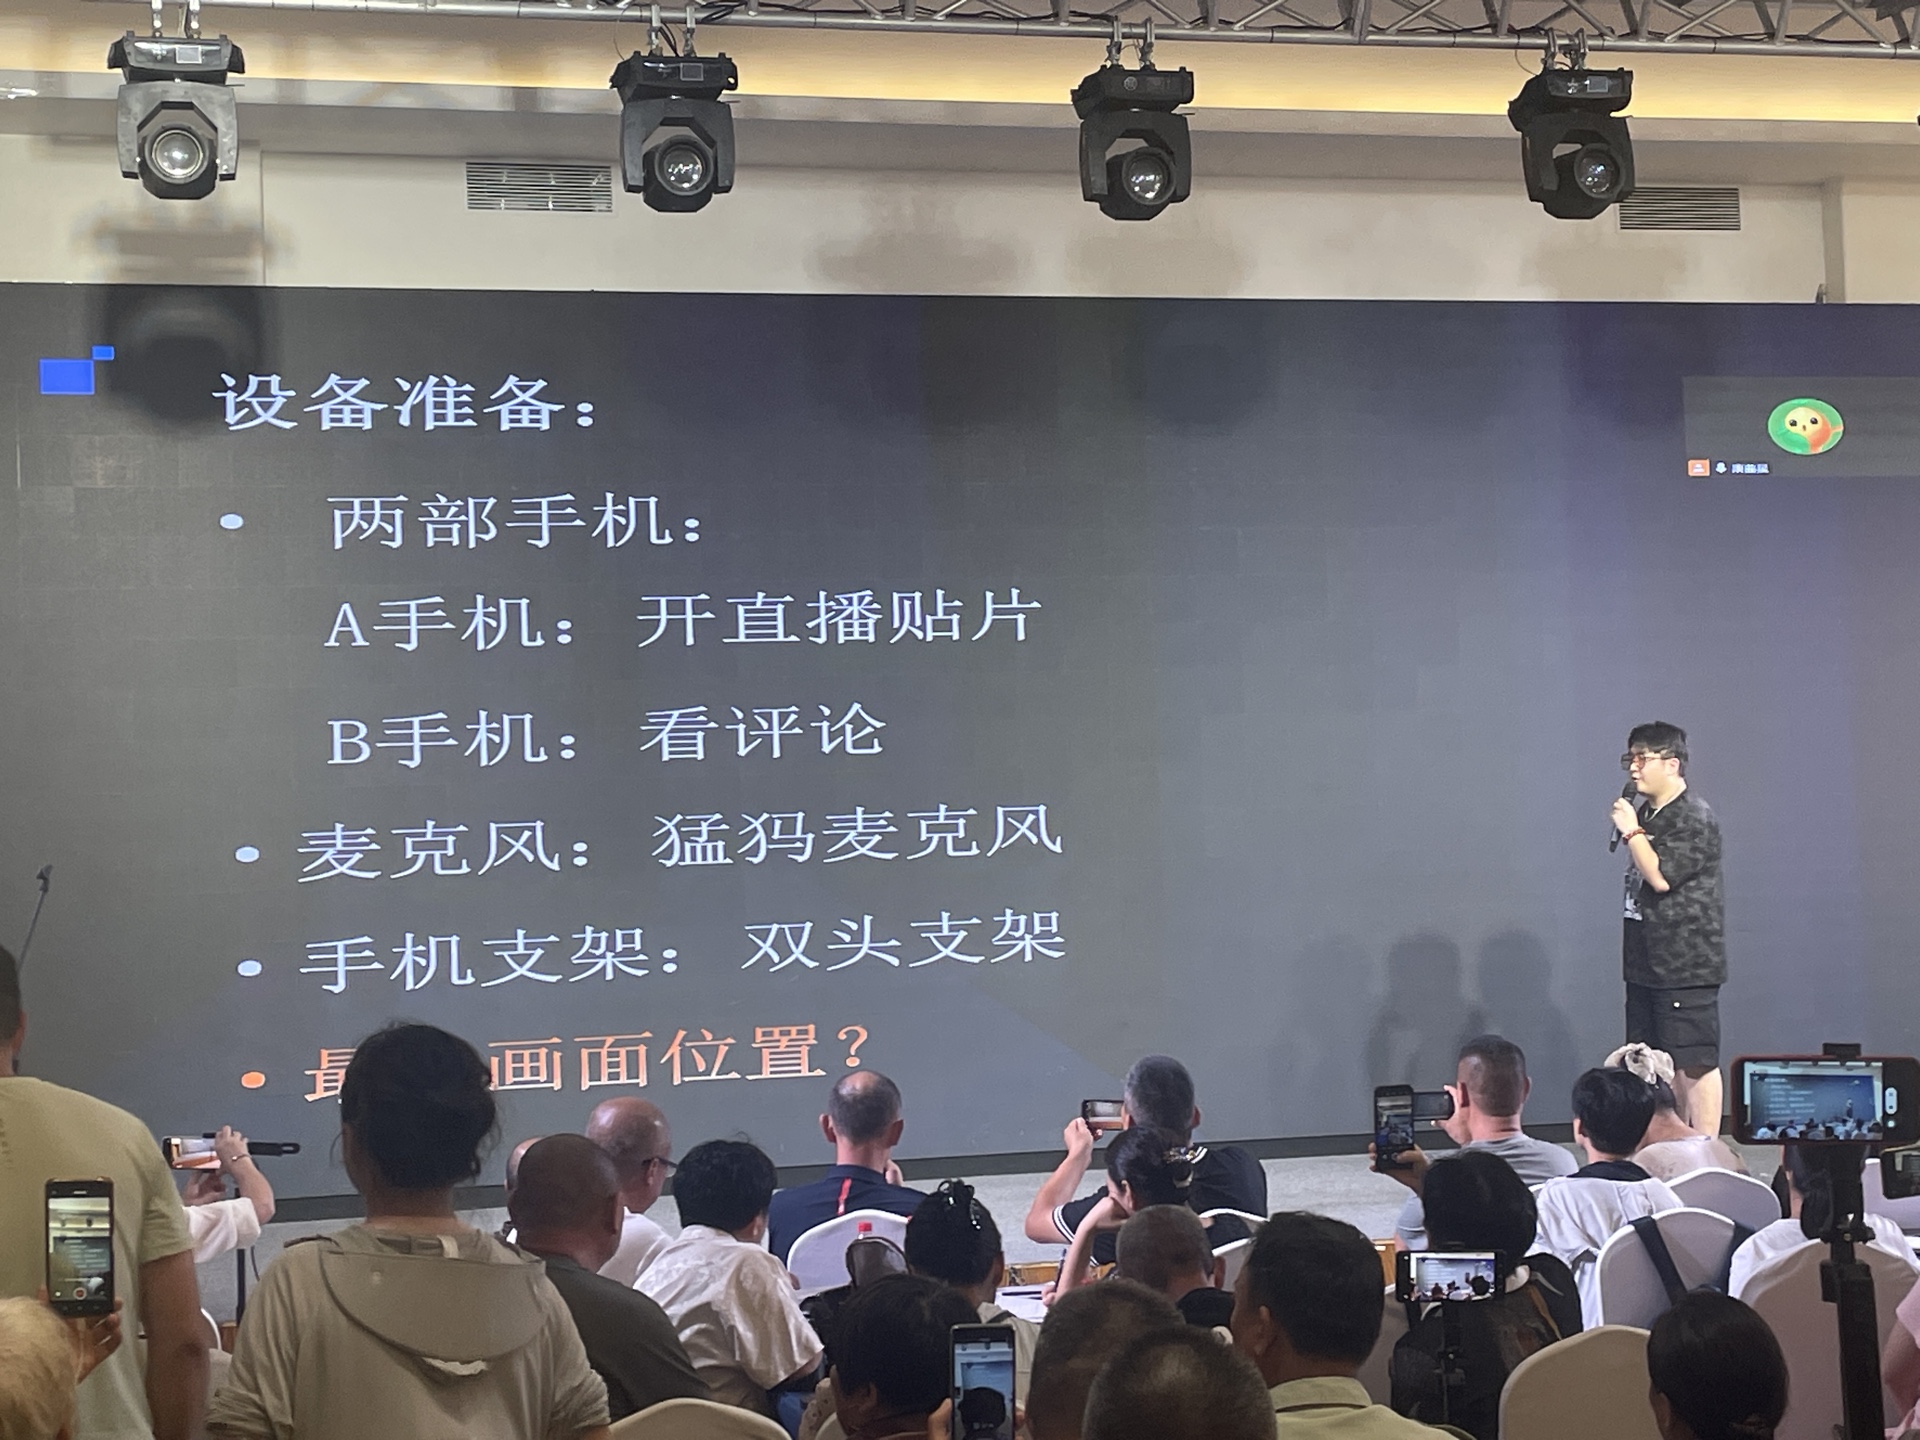 设备准备：
• 两部手机：
A手机：开直播贴片
B手机：看评论
• 麦克风：猛犸麦克风
• 手机支架：双头支架
• 最 画面位置？